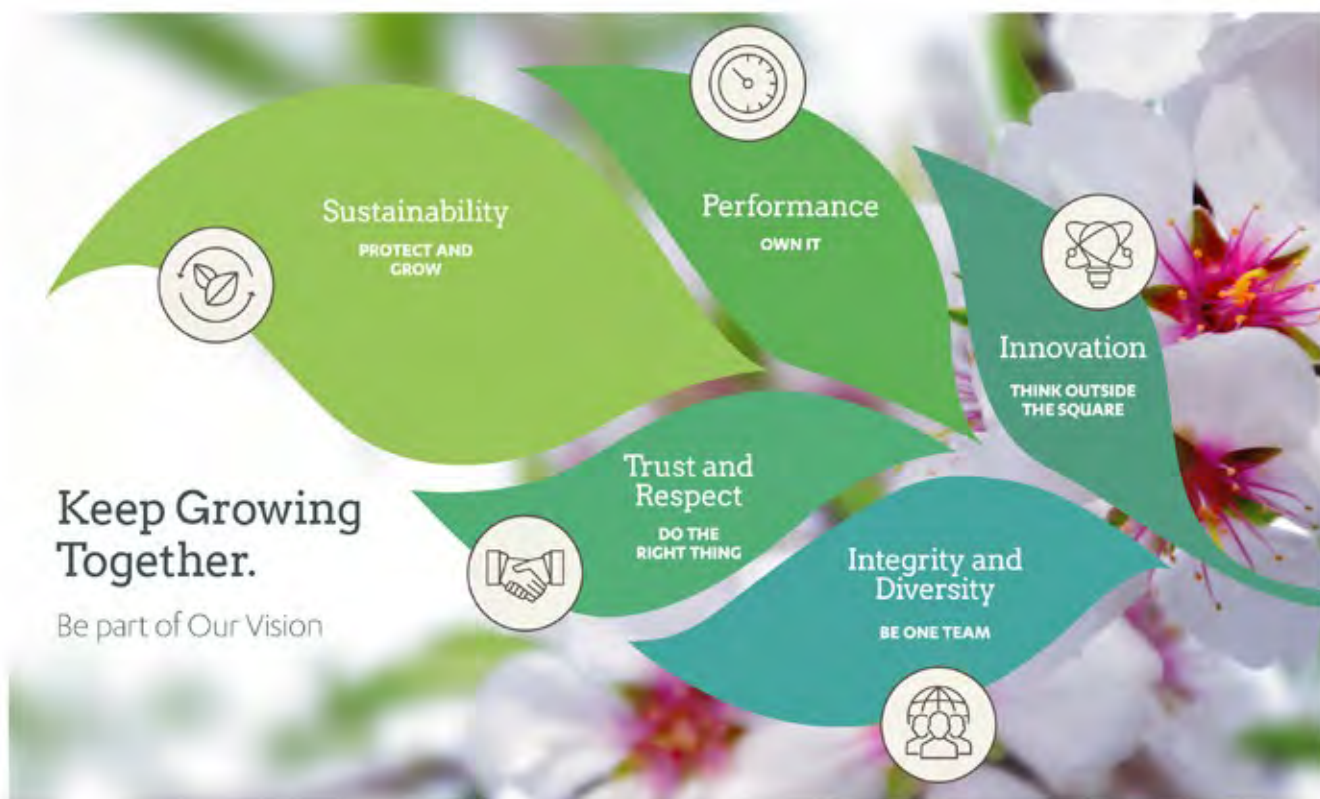 Sustainability
PROTECT AND
GROW
Performance
OWN IT
Innovation
THINK OUTSIDE
THE SQUARE
Trust and
Respect
DO THE
RIGHT THING
Integrity and
Diversity
BE ONE TEAM
Keep Growing
Together.
Be part of Our Vision